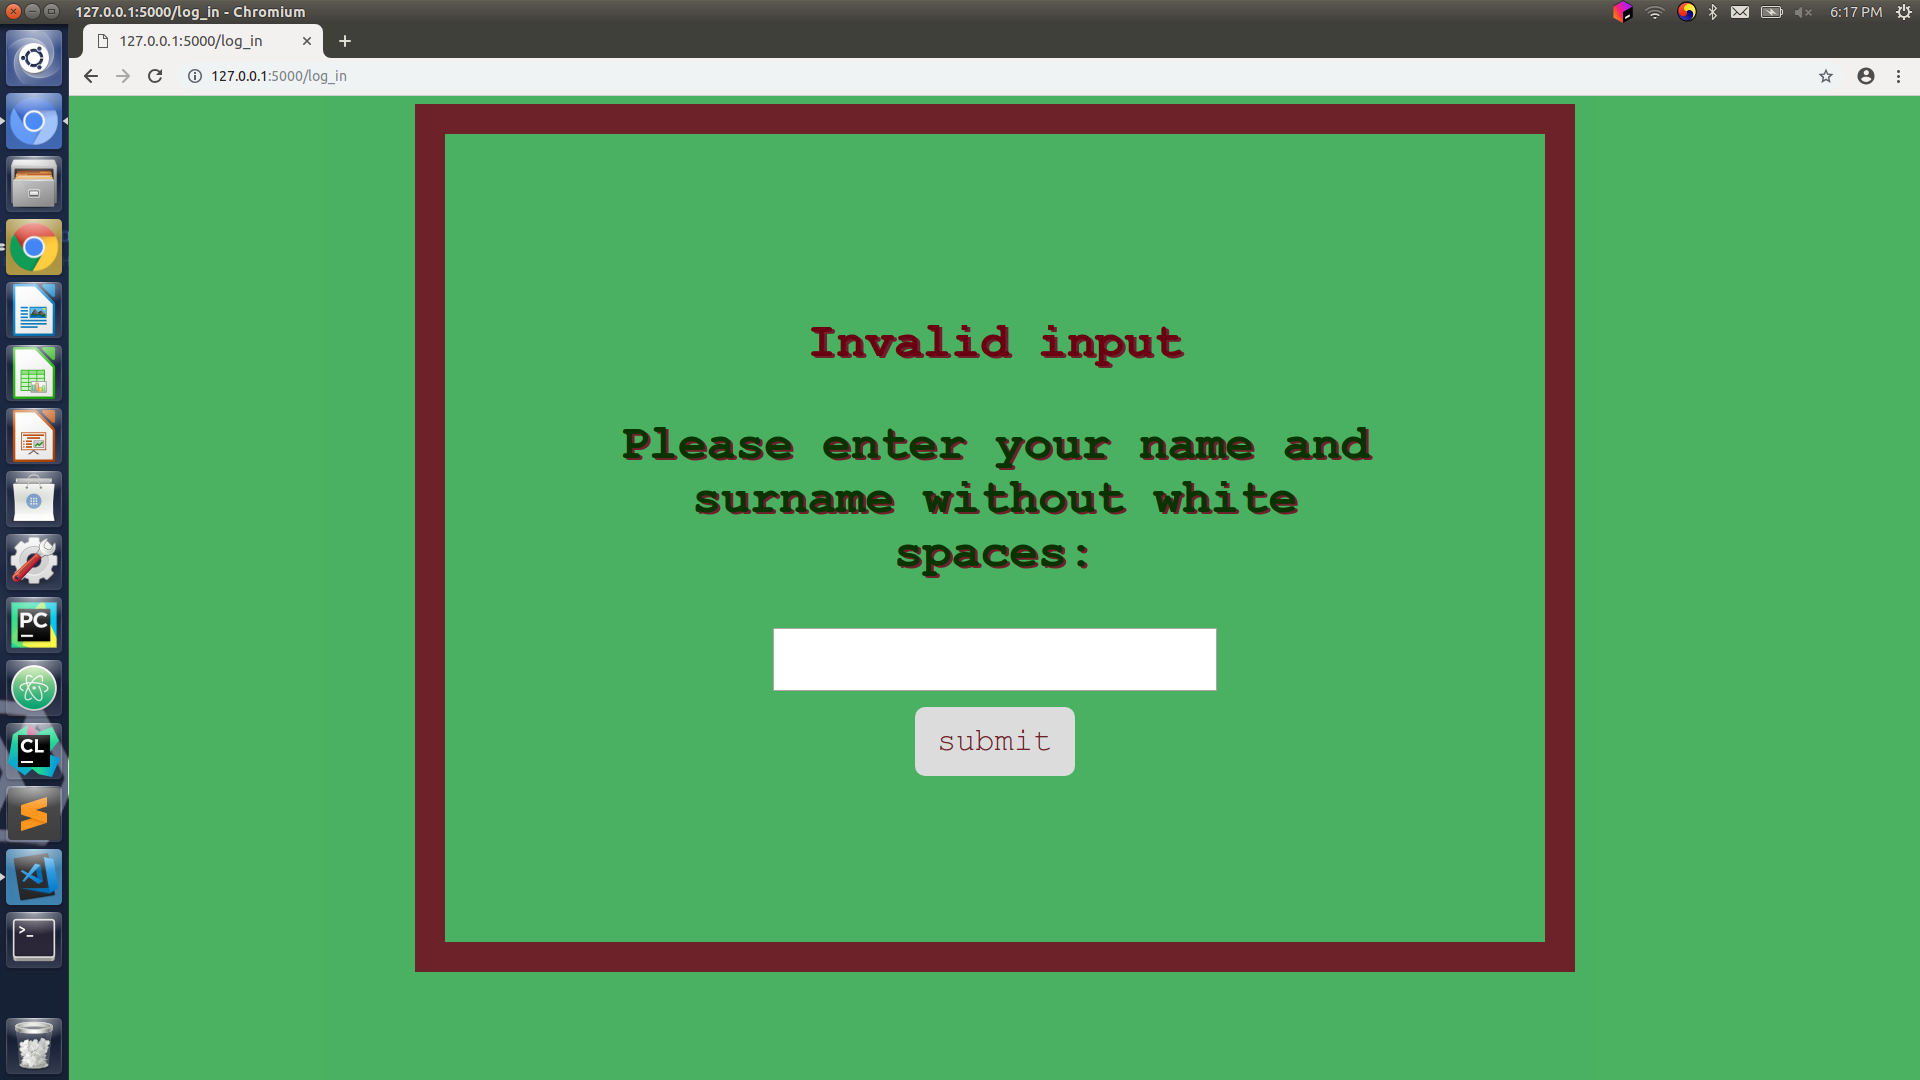 127.0.0.1:5000/log_in - Chromium
6:17 PM
127.0.0.1:5000/log_in
127.0.0.1:5000/log_in
Invalid input
Please enter your name and
surname without white
spaces:
submit
PC
CL
>_